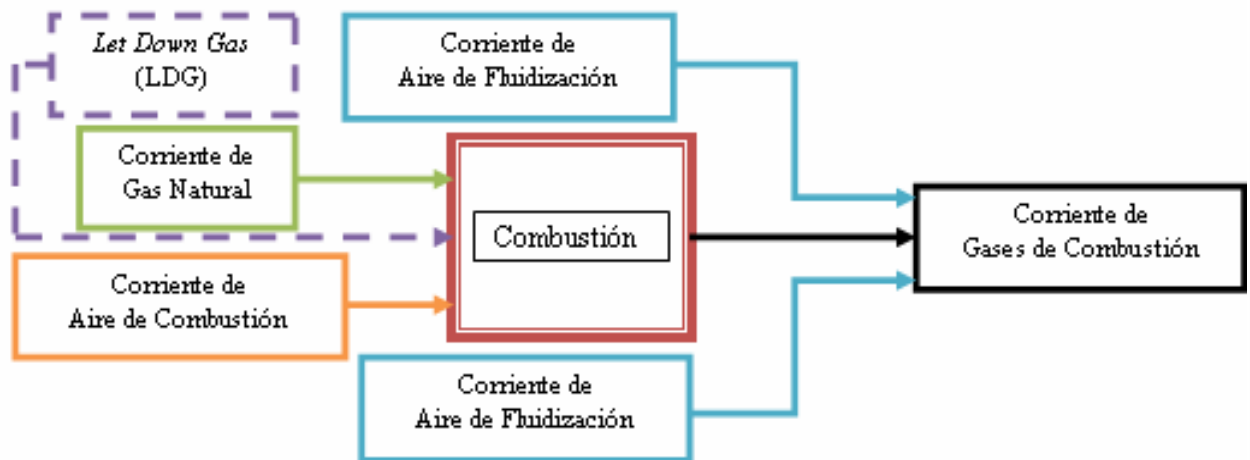 Let Down Gas
(LDG)
Corriente de
Aire de Fluidización
Corriente de
Gas Natural
Combustión
Corriente de
Gases de Combustión
Corriente de
Aire de Combustión
Corriente de
Aire de Fluidización